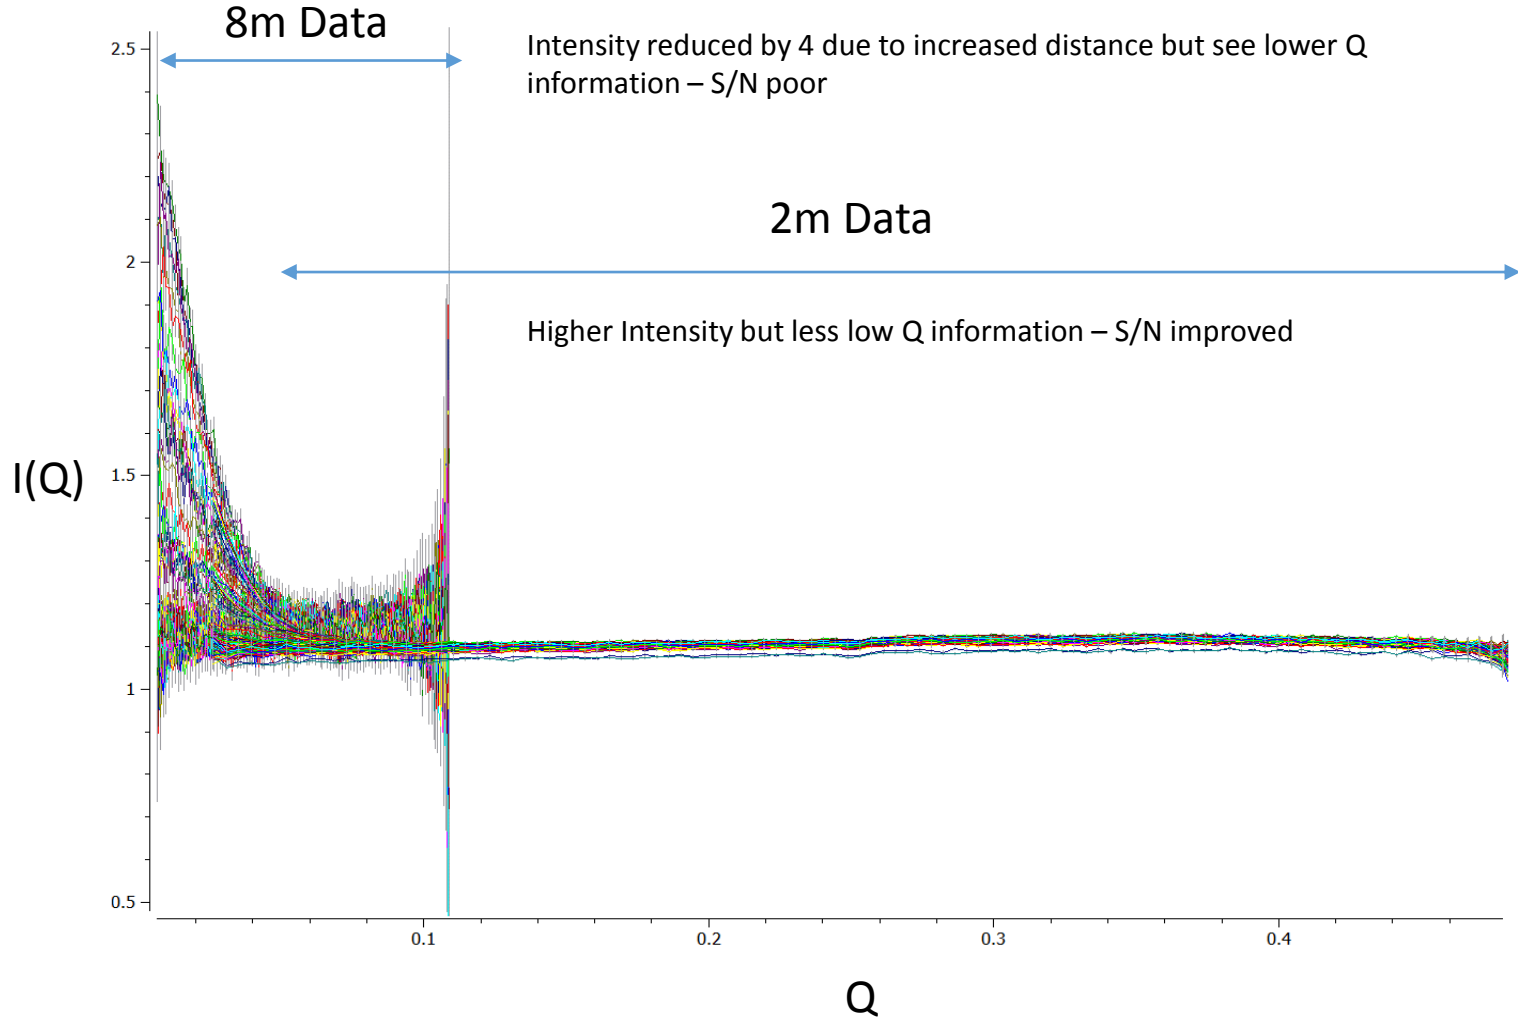 8m Data
Intensity reduced by 4 due to increased distance but see lower Q
information – S/N poor
2m Data
Higher Intensity but less low Q information – S/N improved
I(Q)
2.5
2
1.5
1
0.5
0.1
0.2
0.3
0.4
Q